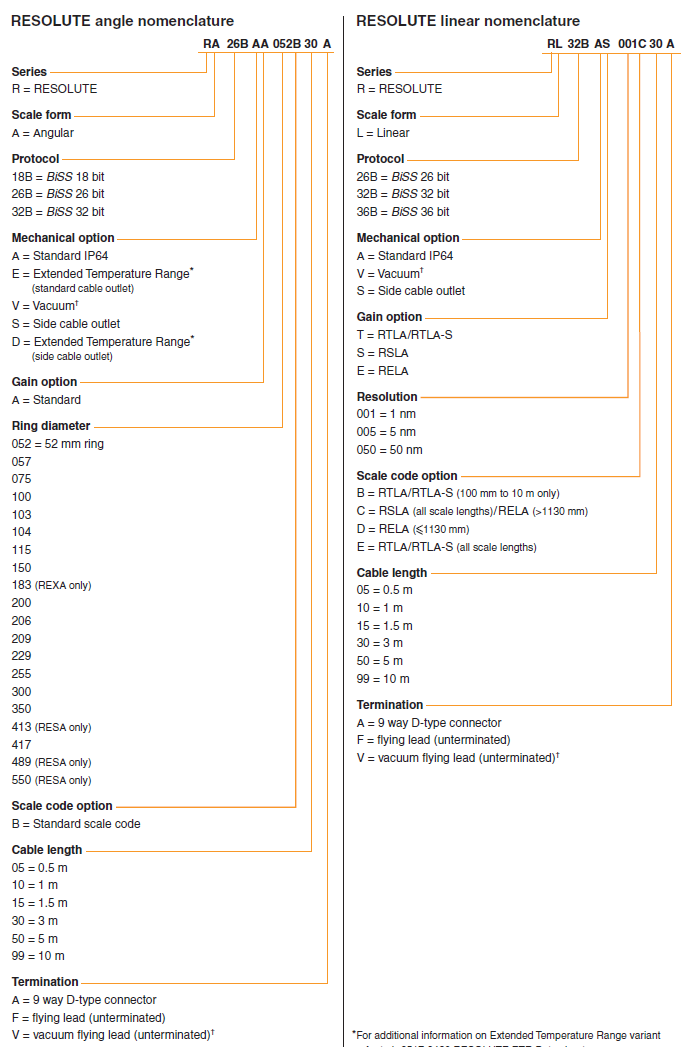 RESOLUTE angle nomenclature
RA 26B AA 052B 30 A
Series
R = RESOLUTE
Scale form
A = Angular
Protocol
18B = BiSS 18 bit
26B = BiSS 26 bit
32B = BiSS 32 bit
Mechanical option
A = Standard IP64
E = Extended Temperature Range*
(standard cable outlet)
V = Vacuum†
S = Side cable outlet
D = Extended Temperature Range*
(side cable outlet)
Gain option
A = Standard
Ring diameter
052 = 52 mm ring
057
075
100
103
104
115
150
183 (REXA only)
200
206
209
229
255
300
350
413 (RESA only)
417
489 (RESA only)
550 (RESA only)
Scale code option
B = Standard scale code
Cable length
05 = 0.5 m
10 = 1 m
15 = 1.5 m
30 = 3 m
50 = 5 m
99 = 10 m
Termination
A = 9 way D-type connector
F = flying lead (unterminated)
V = vacuum flying lead (unterminated)†
RESOLUTE linear nomenclature
RL 32B AS 001C 30 A
Series
R = RESOLUTE
Scale form
L = Linear
Protocol
26B = BiSS 26 bit
32B = BiSS 32 bit
36B = BiSS 36 bit
Mechanical option
A = Standard IP64
V = Vacuum†
S = Side cable outlet
Gain option
T = RTLA/RTLA-S
S = RSLA
E = RELA
Resolution
001 = 1 nm
005 = 5 nm
050 = 50 nm
Scale code option
B = RTLA/RTLA-S (100 mm to 10 m only)
C = RSLA (all scale lengths)/RELA (>1130 mm)
D = RELA (⩽1130 mm)
E = RTLA/RTLA-S (all scale lengths)
Cable length
05 = 0.5 m
10 = 1 m
15 = 1.5 m
30 = 3 m
50 = 5 m
99 = 10 m
Termination
A = 9 way D-type connector
F = flying lead (unterminated)
V = vacuum flying lead (unterminated)†
*For additional information on Extended Temperature Range variant